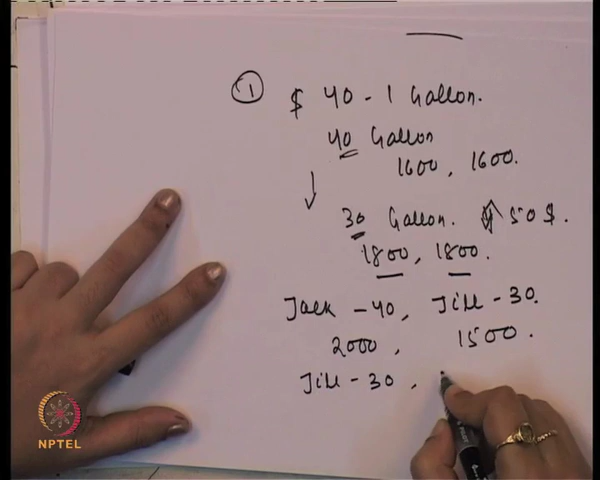 ① $ 40 - 1 Gallon.
40 Gallon
1600, 1600.
↓ 30 Gallon. 50 $.
1800, 1800.
Jack - 40, Jill - 30.
2000, 1500.
Jill - 30,
NPTEL